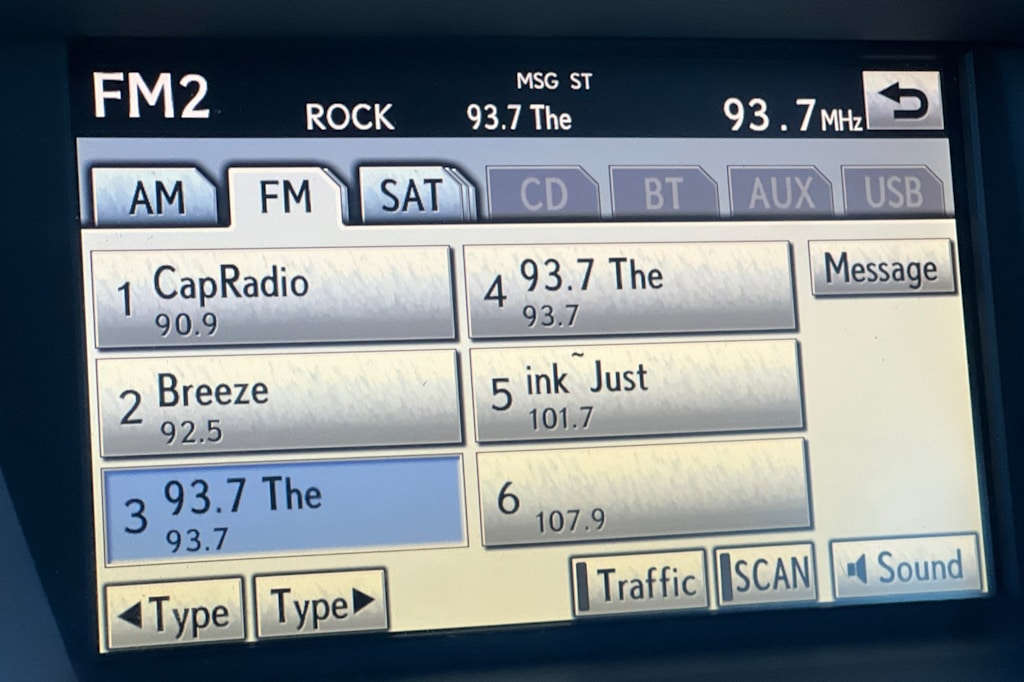 FM2
MSG ST
ROCK 93.7 The 93.7 MHz
AM FM SAT CD BT AUX USB
1 CapRadio
90.9
2 Breeze
92.5
3 93.7 The
93.7
4 93.7 The
93.7
5 ink ˜Just
101.7
6
107.9
Message
◀Type Type▶ Traffic SCAN Sound